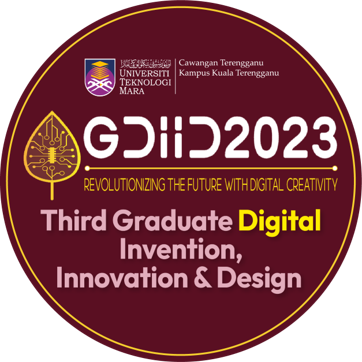 UNIVERSITI
TEKNOLOGI
MARA
Cawangan Terengganu
Kampus Kuala Terengganu
GDiiD2023
REVOLUTIONIZING THE FUTURE WITH DIGITAL CREATIVITY
Third Graduate Digital
Invention,
Innovation & Design